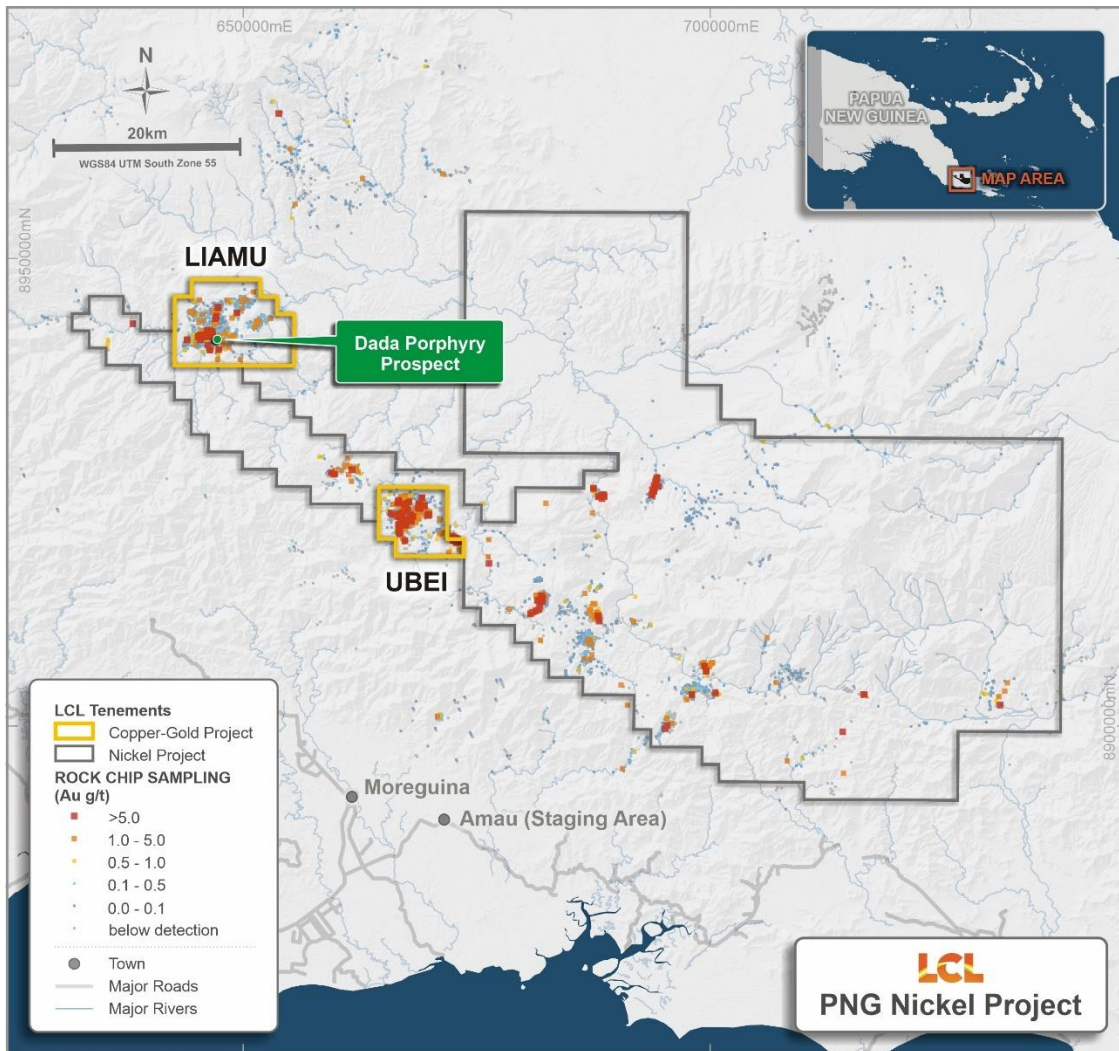 650000mE
700000mE
N
20km
WGS84 UTM South Zone 55
PAPUA
NEW GUINEA
MAP AREA
8950000mN
LIAMU
Dada Porphyry
Prospect
UBEI
8900000mN
Moreguina
Amau (Staging Area)
LCL Tenements
Copper-Gold Project
Nickel Project
ROCK CHIP SAMPLING
(Au g/t)
>5.0
1.0 - 5.0
0.5 - 1.0
0.1 - 0.5
0.0 - 0.1
below detection
Town
Major Roads
Major Rivers
LCL
PNG Nickel Project